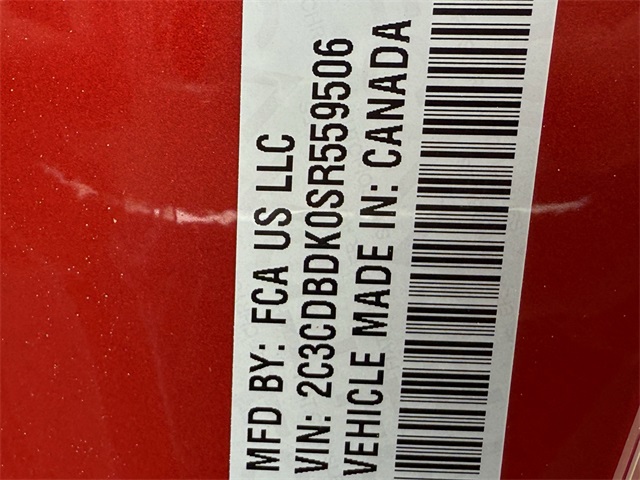 MFD BY: FCA US LLC
VIN: 2C3CDBDK0SR559506
VEHICLE MADE IN: CANADA